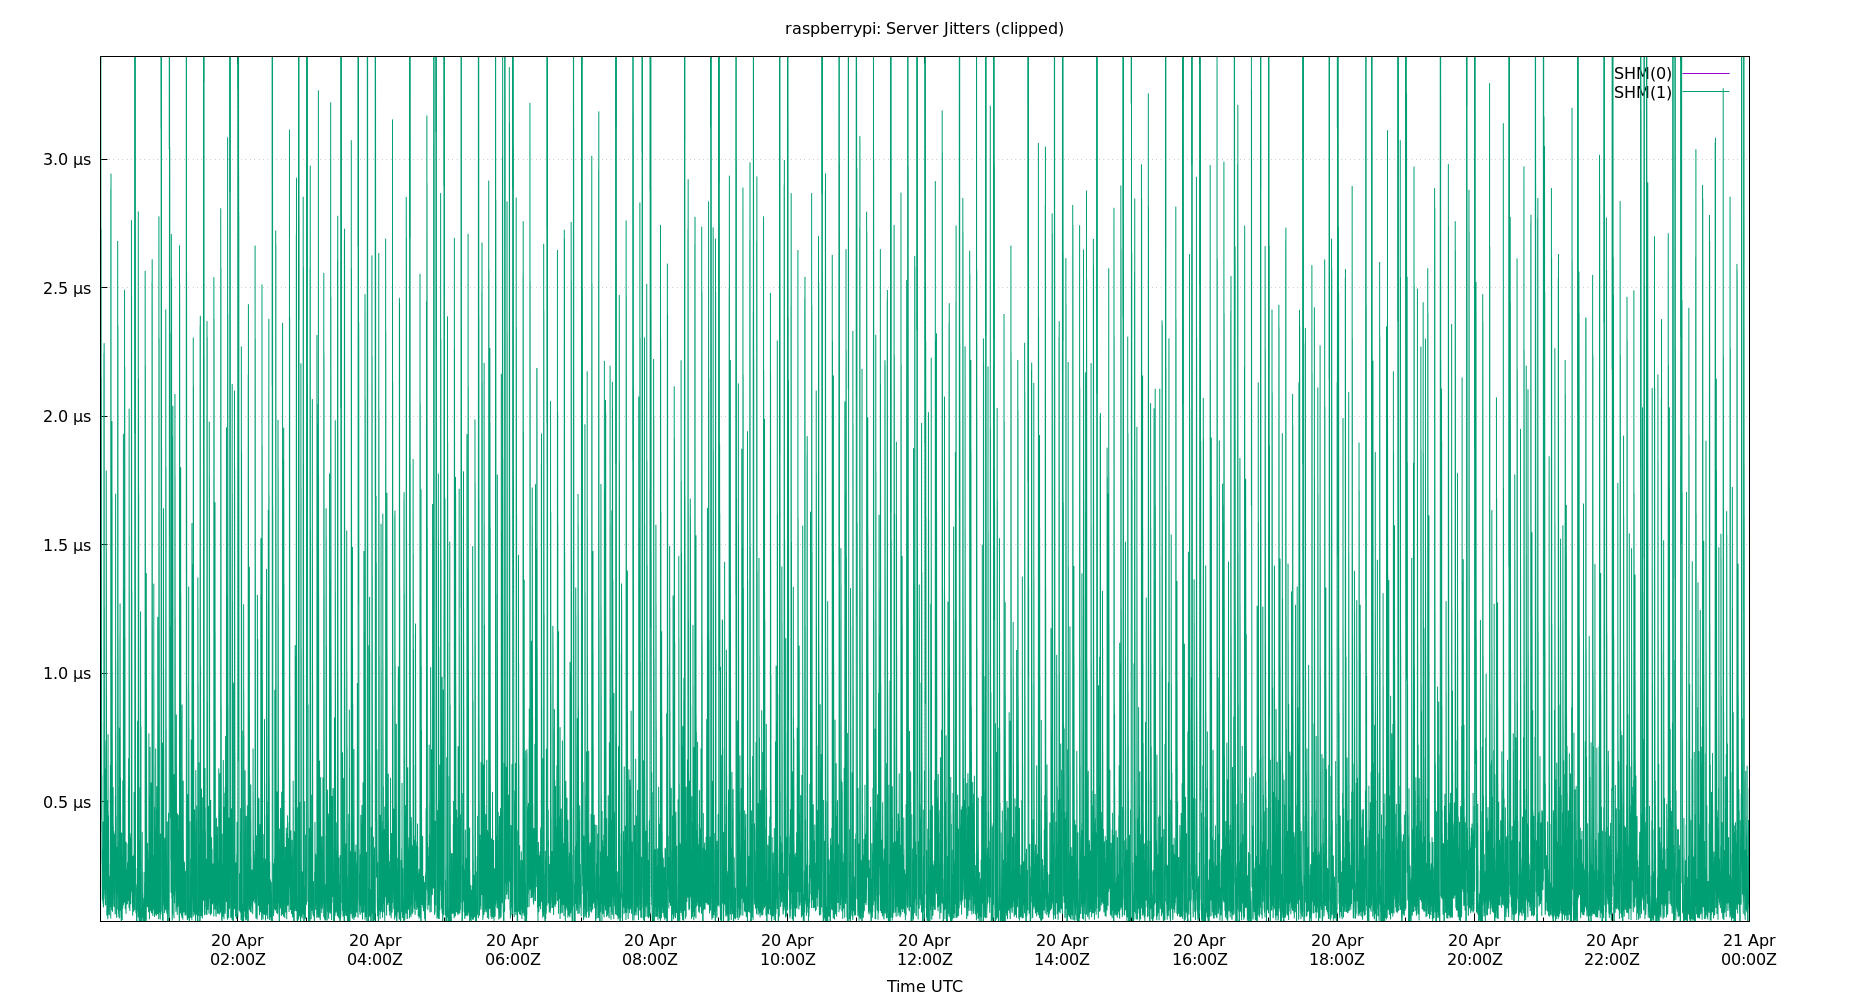 raspberrypi: Server Jitters (clipped)
SHM(0)
SHM(1)
3.0 µs
2.5 µs
2.0 µs
1.5 µs
1.0 µs
0.5 µs
20 Apr 20 Apr 20 Apr 20 Apr 20 Apr 20 Apr 20 Apr 20 Apr 20 Apr 20 Apr 20 Apr 21 Apr
02:00Z 04:00Z 06:00Z 08:00Z 10:00Z 12:00Z 14:00Z 16:00Z 18:00Z 20:00Z 22:00Z 00:00Z
Time UTC